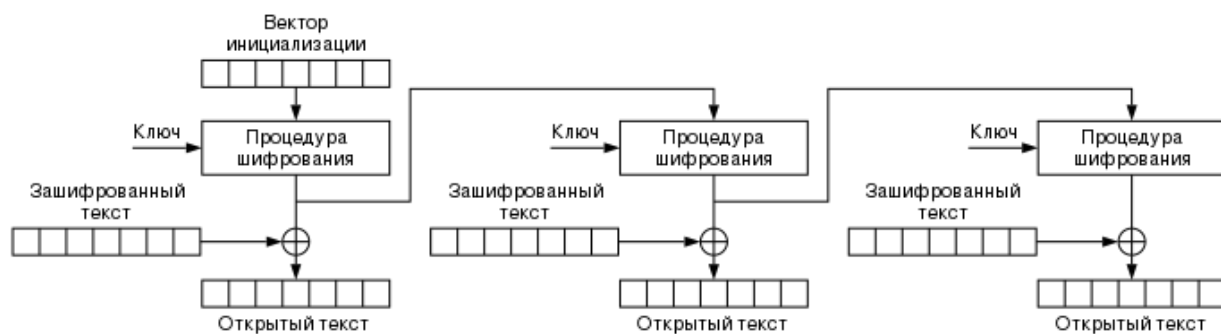 Вектор
инициализации
Ключ
Процедура
шифрования
Ключ
Процедура
шифрования
Ключ
Процедура
шифрования
Зашифрованный
текст
Зашифрованный
текст
Зашифрованный
текст
Открытый текст
Открытый текст
Открытый текст